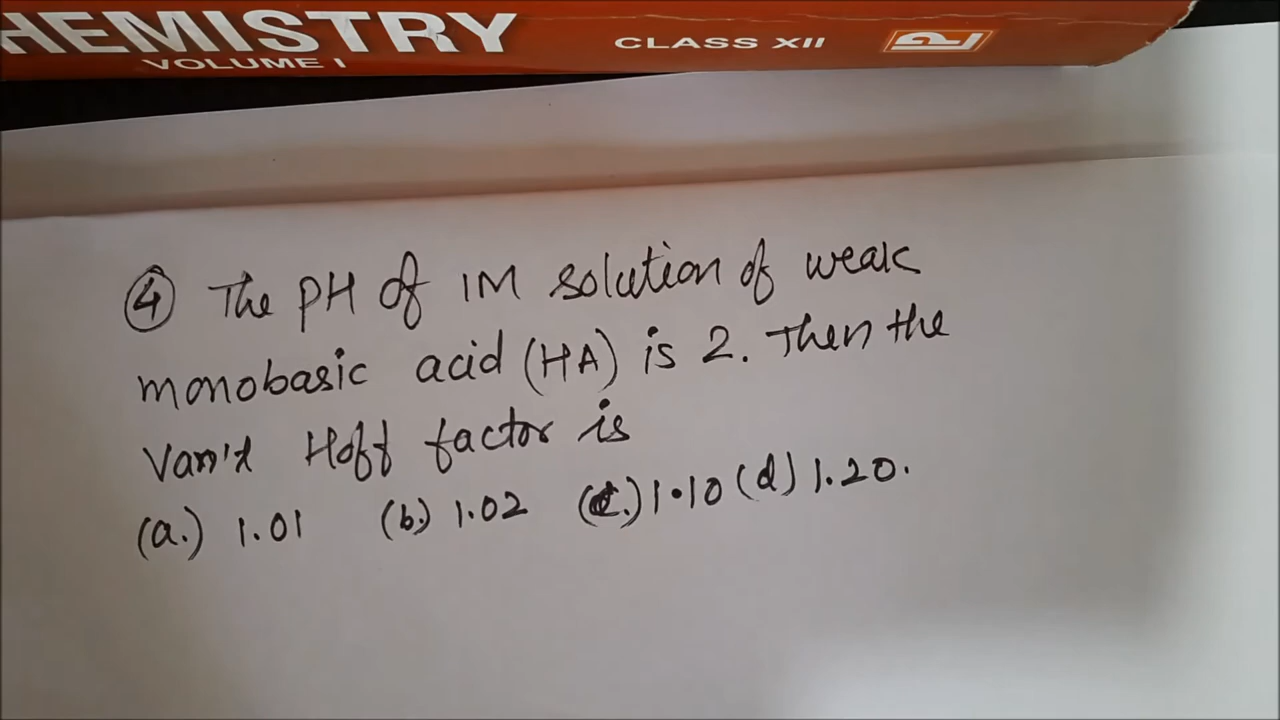 HEMISTRY
VOLUME I
CLASS XII
④ The PH of 1M solution of weak
monobasic acid (HA) is 2. Then the
Van't Hoff factor is
(a.) 1.01 (b.) 1.02 (c.) 1.10 (d) 1.20.